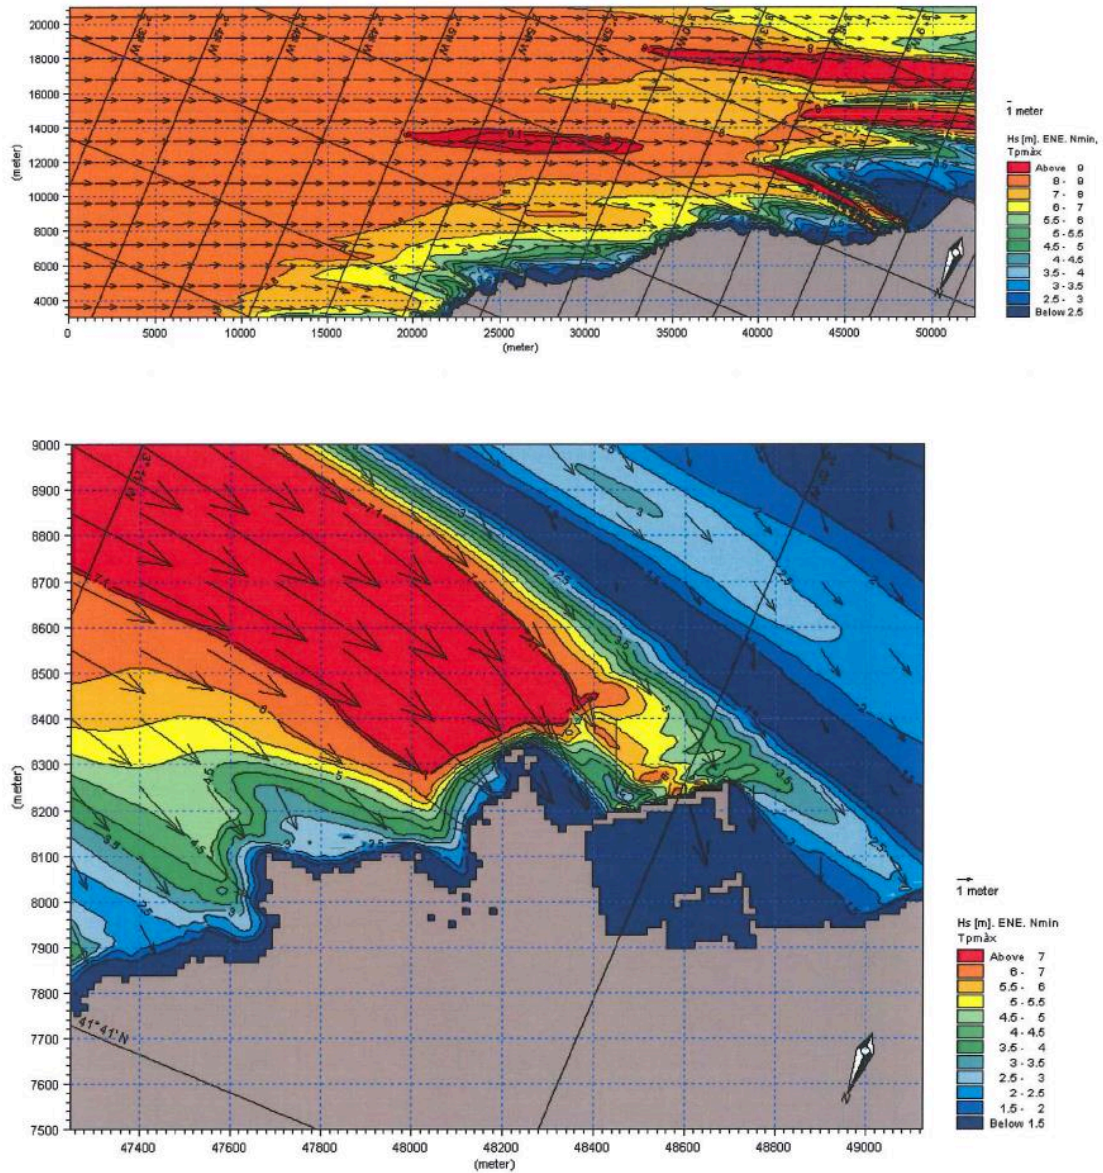 20000
18000
16000
14000
12000
10000
8000
6000
4000
(meter)
0 5000 10000 15000 20000 25000 30000 35000 40000 45000 50000
(meter)
1 meter
Hs [m]. ENE. Nmin,
Tpmàx
Above 9
8 - 9
7 - 8
6 - 7
5.5 - 6
5 - 5.5
4.5 - 5
4 - 4.5
3.5 - 4
3 - 3.5
2.5 - 3
Below 2.5
9000
8900
8800
8700
8600
8500
8400
8300
8200
8100
8000
7900
7800
7700
7600
7500
(meter)
41°41' N
47400 47600 47800 48000 48200 48400 48600 48800 49000
(meter)
1 meter
Hs [m]. ENE. Nmin
Tpmàx
Above 7
6 - 7
5.5 - 6
5 - 5.5
4.5 - 5
4 - 4.5
3.5 - 4
3 - 3.5
2.5 - 3
2 - 2.5
1.5 - 2
Below 1.5